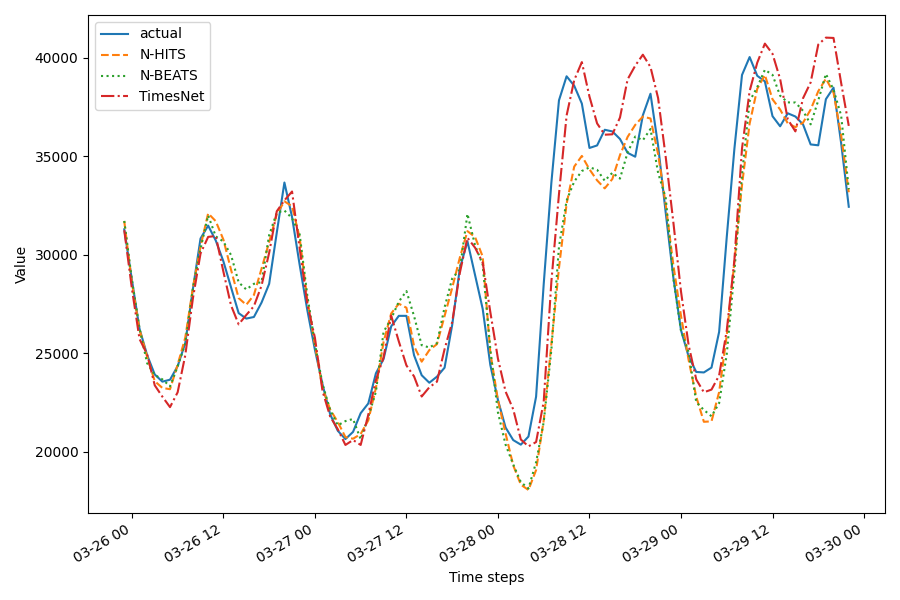 actual
N-HITS
N-BEATS
TimesNet
40000
35000
30000
25000
20000
Value
03-26 00
03-26 12
03-27 00
03-27 12
03-28 00
03-28 12
03-29 00
03-29 12
03-30 00
Time steps